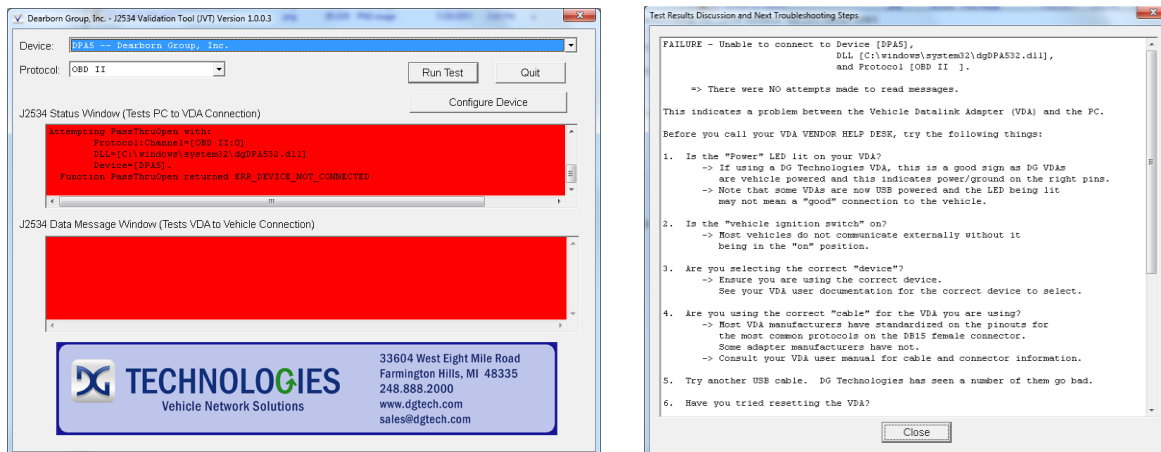 Dearborn Group, Inc. - J2534 Validation Tool (JVT) Version 1.0.0.3
Device:
DPA5 -- Dearborn Group, Inc.
Protocol:
OBD II
Run Test
Quit
Configure Device
J2534 Status Window (Tests PC to VDA Connection)
Attempting PassThruOpen with:
Protocol:Channel=[OBD II:0]
DLL=[C:\windows\system32\dgDPA532.dll]
Device=[DPA5].
Function PassThruOpen returned ERR_DEVICE_NOT_CONNECTED
J2534 Data Message Window (Tests VDA to Vehicle Connection)
DG TECHNOLOGIES
Vehicle Network Solutions
33604 West Eight Mile Road
Farmington Hills, MI 48335
248.888.2000
www.dgtech.com
sales@dgtech.com
Test Results Discussion and Next Troubleshooting Steps
FAILURE - Unable to connect to Device [DPA5],
DLL [C:\windows\system32\dgDPA532.dll],
and Protocol [OBD II  ].
=> There were NO attempts made to read messages.
This indicates a problem between the Vehicle Datalink Adapter (VDA) and the PC.
Before you call your VDA VENDOR HELP DESK, try the following things:
1. Is the "Power" LED lit on your VDA?
-> If using a DG Technologies VDA, this is a good sign as DG VDAs
are vehicle powered and this indicates power/ground on the right pins.
-> Note that some VDAs are now USB powered and the LED being lit
may not mean a "good" connection to the vehicle.
2. Is the "vehicle ignition switch" on?
-> Most vehicles do not communicate externally without it
being in the "on" position.
3. Are you selecting the correct "device"?
-> Ensure you are using the correct device.
See your VDA user documentation for the correct device to select.
4. Are you using the correct "cable" for the VDA you are using?
-> Most VDA manufacturers have standardized on the pinouts for
the most common protocols on the DB15 female connector.
Some adapter manufacturers have not.
-> Consult your VDA user manual for cable and connector information.
5. Try another USB cable. DG Technologies has seen a number of them go bad.
6. Have you tried resetting the VDA?
Close